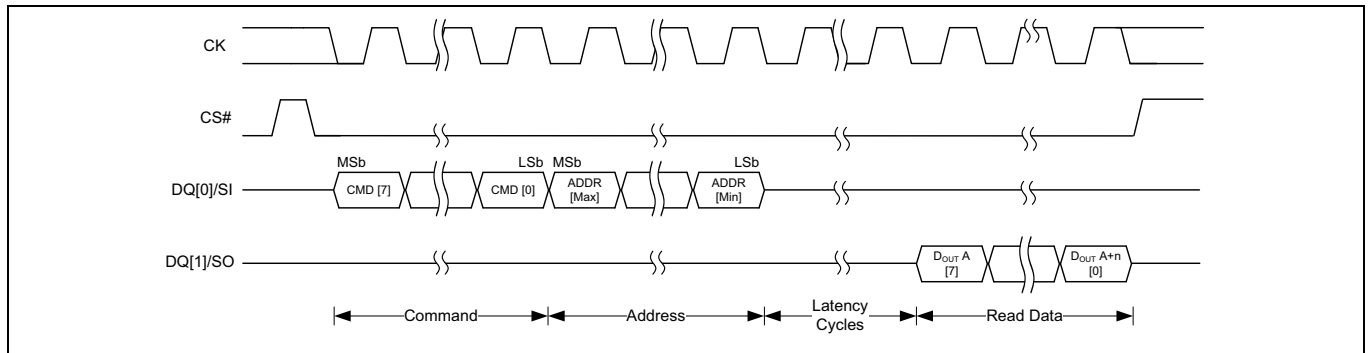 CK
CS#
MSb LSb MSb LSb
DQ[0]/SI CMD [7] CMD [0] ADDR [Max] ADDR [Min]
DQ[1]/SO DOUT A [7] DOUT A+n [0]
Command Address Latency Cycles Read Data